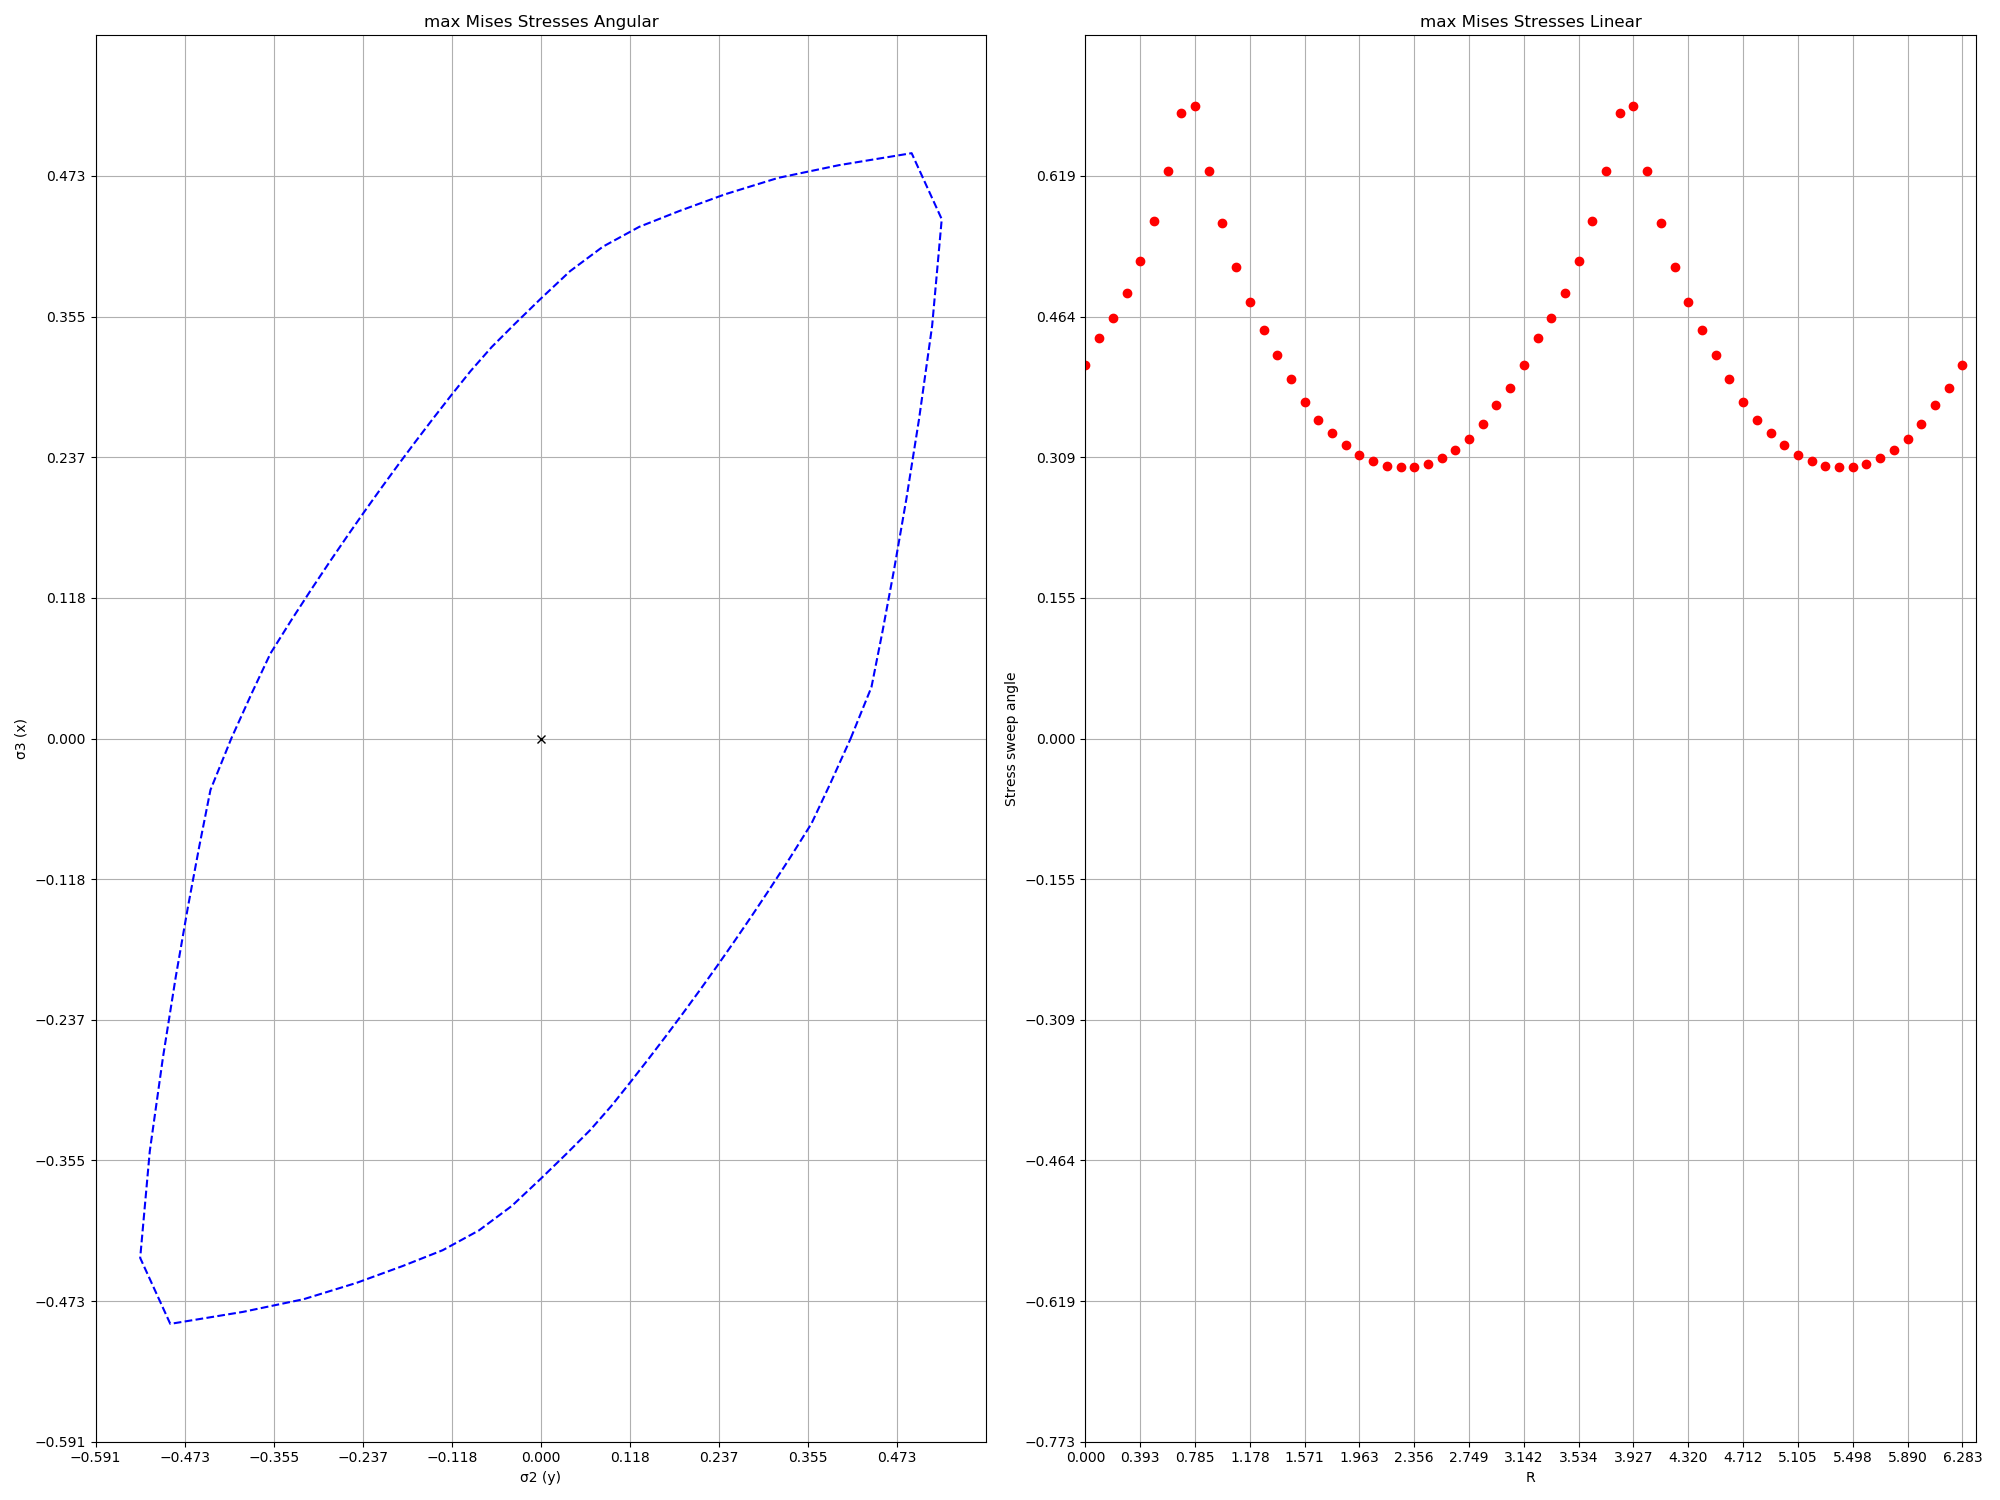 max Mises Stresses Angular
0.473
0.355
0.237
0.118
0.000
−0.118
−0.237
−0.355
−0.473
−0.591
σ3 (x)
−0.591 −0.473 −0.355 −0.237 −0.118 0.000 0.118 0.237 0.355 0.473
σ2 (y)
max Mises Stresses Linear
0.619
0.464
0.309
0.155
0.000
−0.155
−0.309
−0.464
−0.619
−0.773
Stress sweep angle
0.000 0.393 0.785 1.178 1.571 1.963 2.356 2.749 3.142 3.534 3.927 4.320 4.712 5.105 5.498 5.890 6.283
R